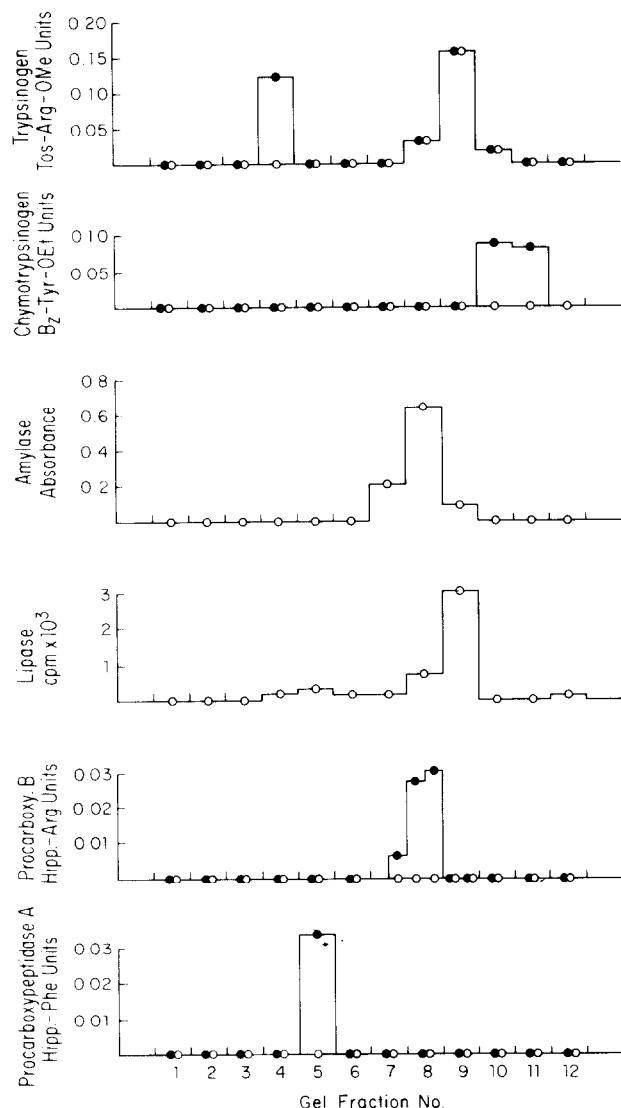 Trypsinogen
Tos-Arg-OMe Units
0.20
0.15
0.10
0.05
Chymotrypsinogen
Bz-Tyr-OEt Units
0.10
0.05
Amylase
Absorbance
0.8
0.6
0.4
0.2
Lipase
cpm x 10³
3
2
1
Procarboxy. B
Hipp.-Arg Units
0.03
0.02
0.01
Procarboxypeptidase A
Hipp.-Phe Units
0.03
0.02
0.01
1 2 3 4 5 6 7 8 9 10 11 12
Gel Fraction No.